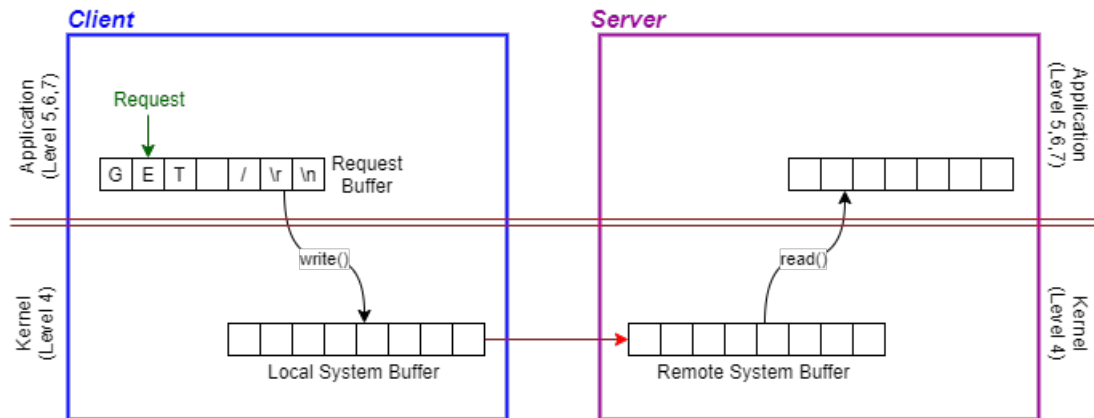 Client
Server
Application
(Level 5,6,7)
Request
G E T / \r \n
Request
Buffer
Application
(Level 5,6,7)
write()
read()
Kernel
(Level 4)
Local System Buffer
Remote System Buffer
Kernel
(Level 4)